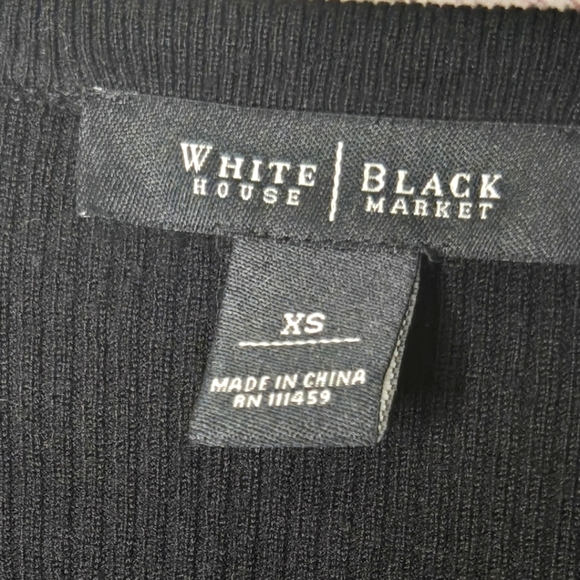 WHITE | BLACK
HOUSE | MARKET
XS
MADE IN CHINA
RN 111459